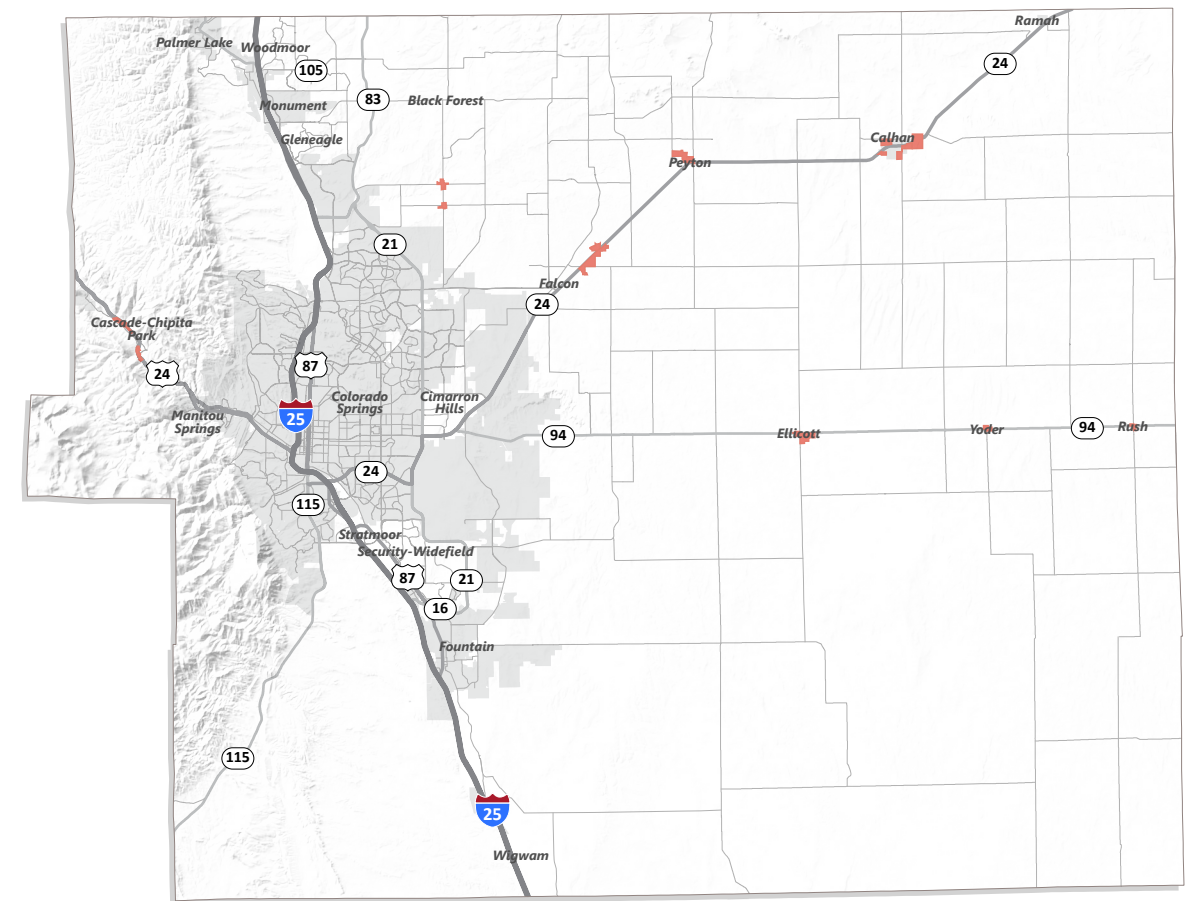 Ramah
Palmer Lake
Woodmoor
24
105
83
Black Forest
Monument
Calhan
Gleneagle
Peyton
21
Falcon
24
Cascade-Chipita
Park
87
24
Colorado
Springs
Cimarron
Hills
Manitou
Springs
25
94
Ellicott
Yoder
94
Rush
24
115
Stratmoor
Security-Widefield
87
21
16
Fountain
115
25
Wigwam